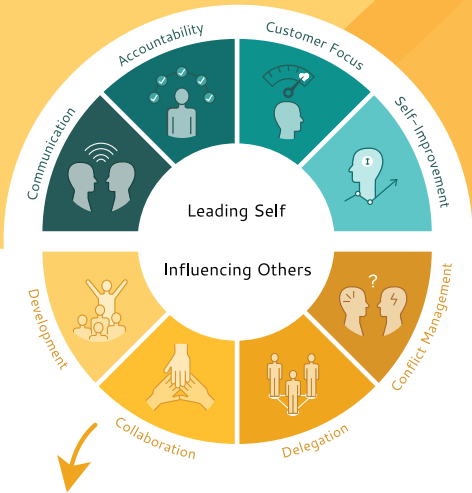 Accountability
Customer Focus
Communication
Self-Improvement
I
Leading Self
Influencing Others
?
Development
Conflict Management
Collaboration
Delegation